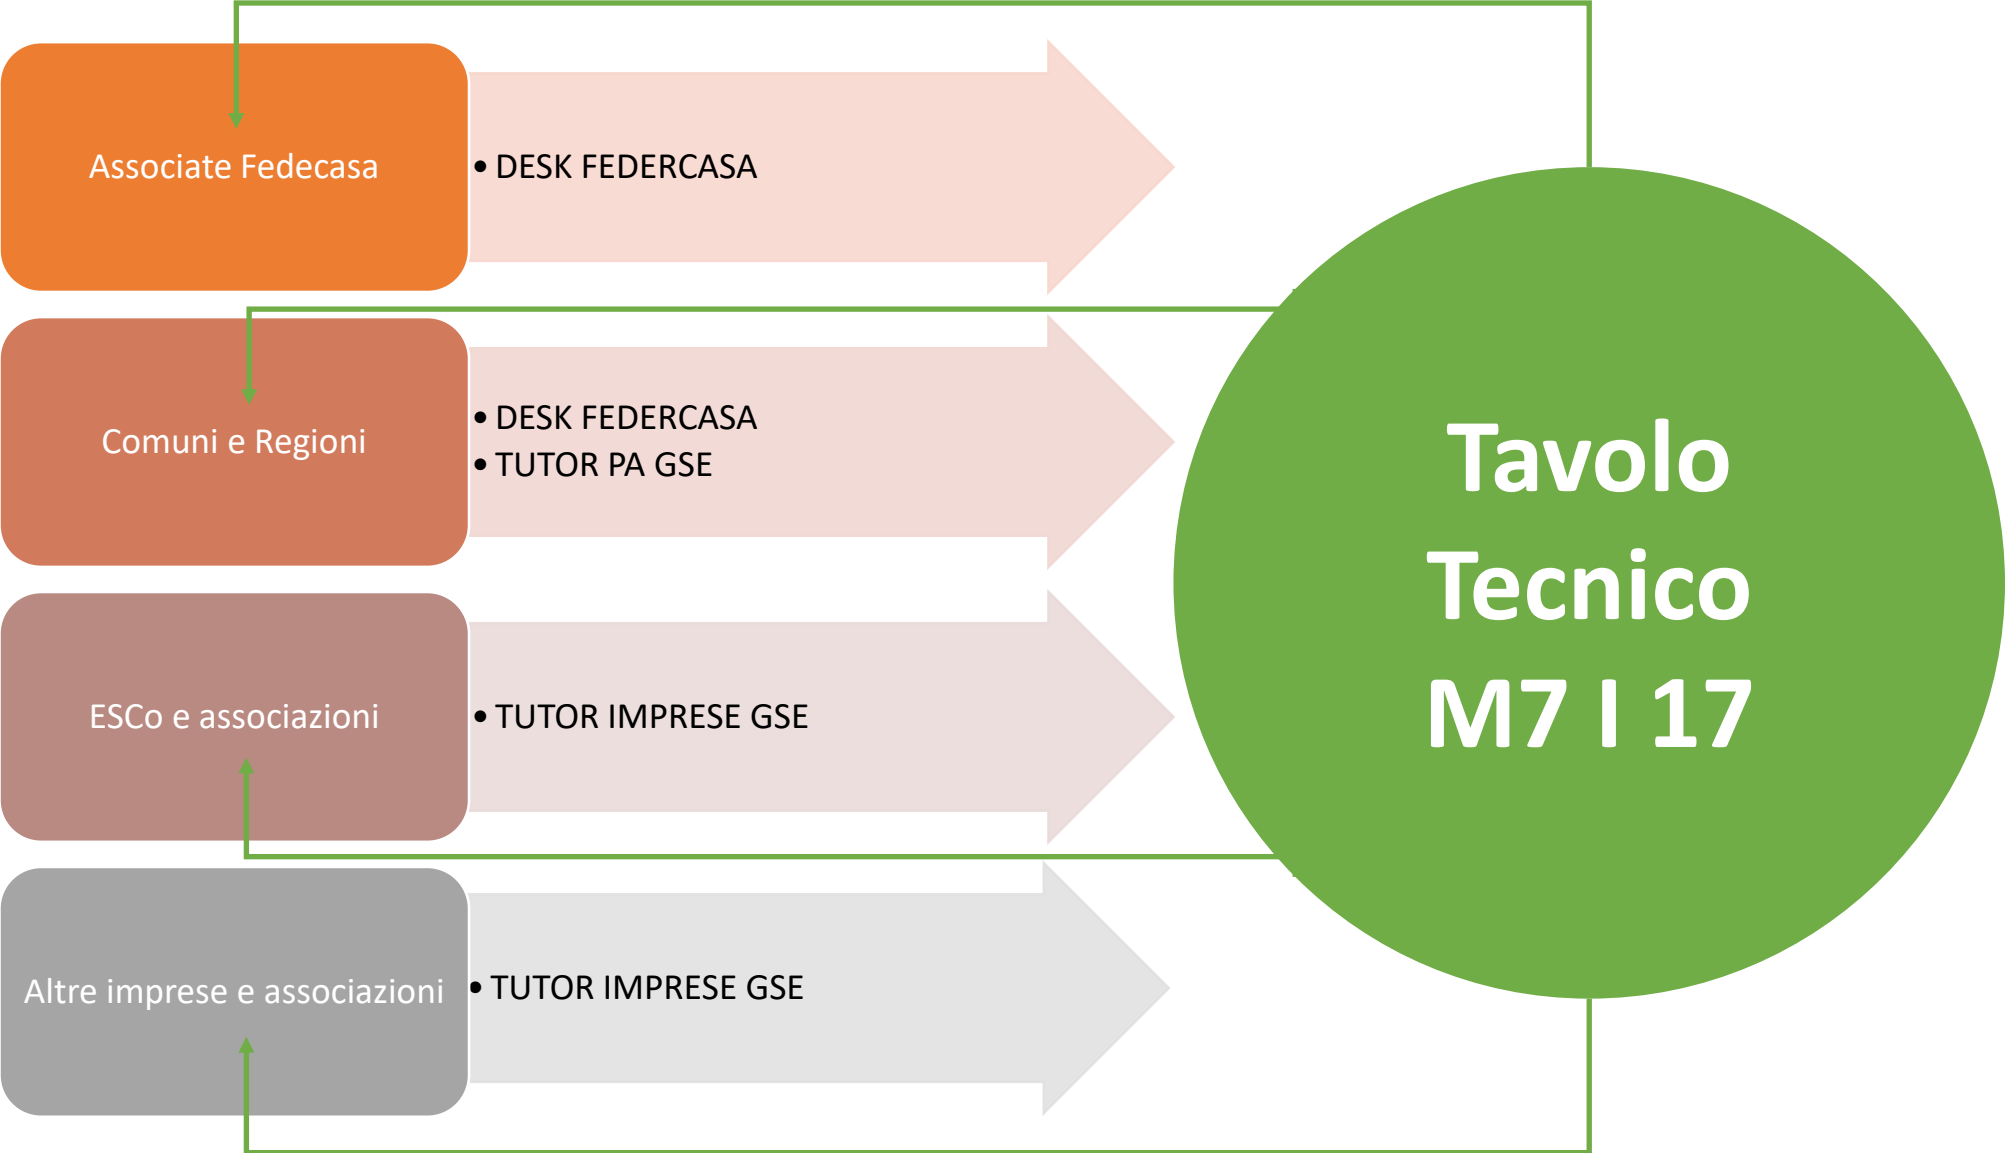 Associate Fedecasa
• DESK FEDERCASA
Comuni e Regioni
• DESK FEDERCASA
• TUTOR PA GSE
ESCo e associazioni
• TUTOR IMPRESE GSE
Altre imprese e associazioni
• TUTOR IMPRESE GSE
Tavolo
Tecnico
M7 I 17